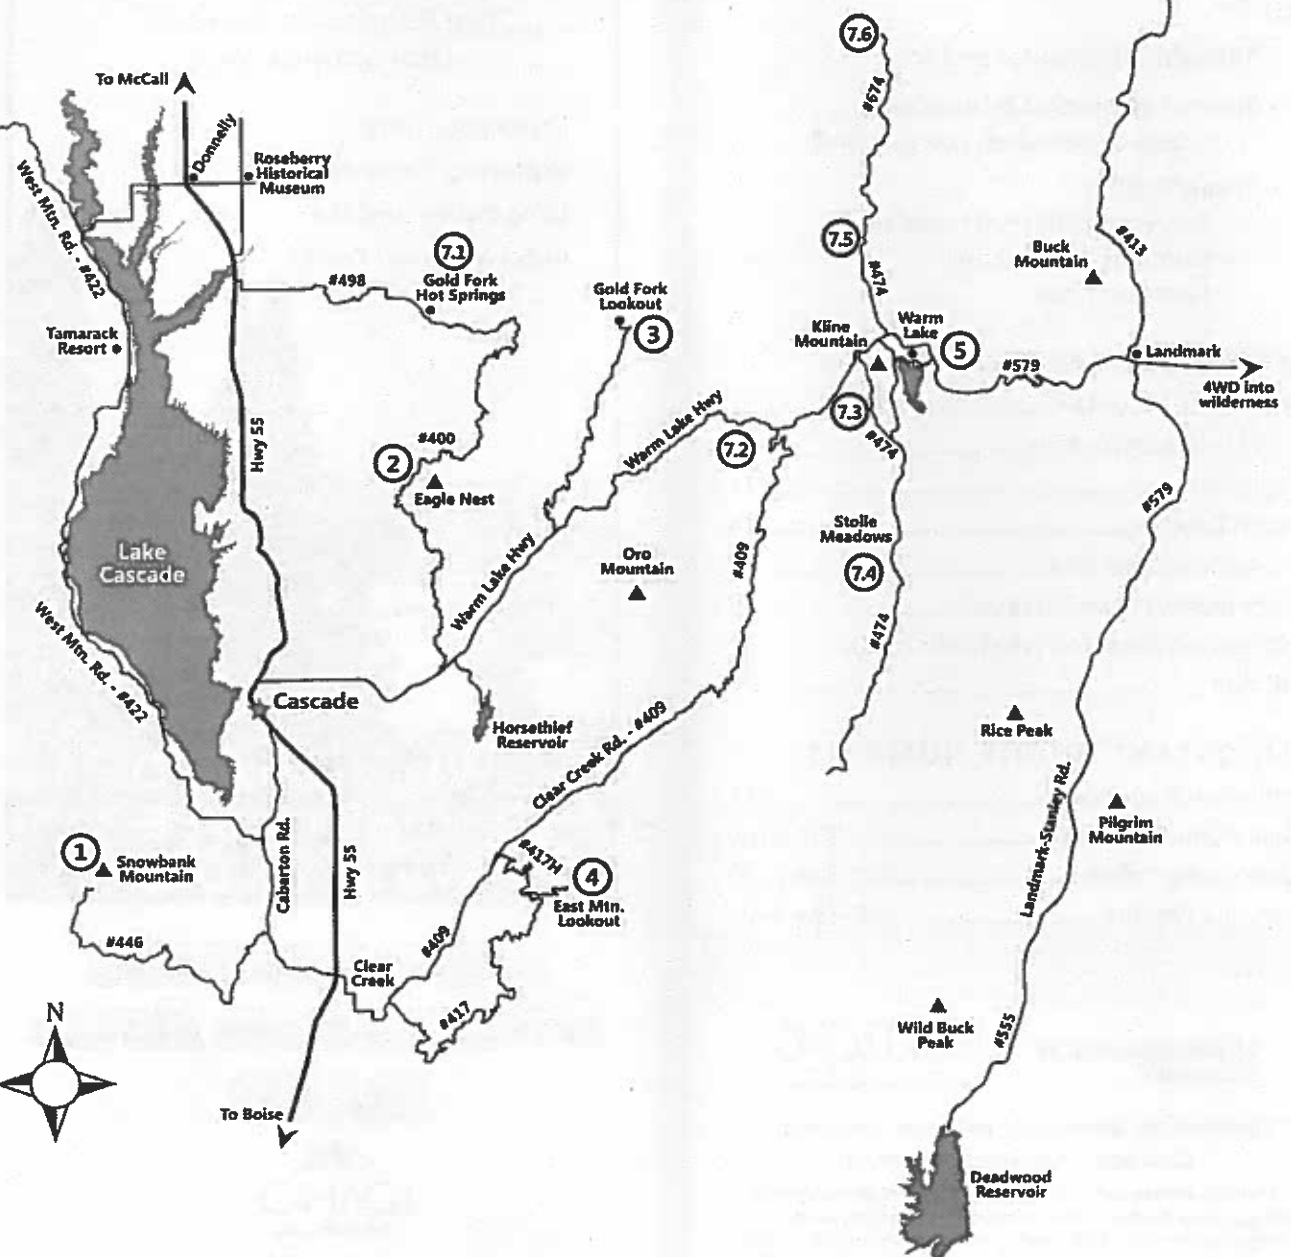 7.6
To McCall
#674
Donnelly
Roseberry
Historical
Museum
West Mtn. Rd. - #422
7.1
Gold Fork
Hot Springs
#498
7.5
#474
Buck
Mountain
#413
Gold Fork
Lookout
3
Tamarack
Resort
Kline
Mountain
Warm
Lake
5
Landmark
#579
4WD into
wilderness
7.3
#474
Warm Lake Hwy
7.2
Hwy 55
#400
2
Eagle Nest
#579
Stolle
Meadows
7.4
Lake
Cascade
Oro
Mountain
#409
Warm Lake Hwy
#474
West Mtn. Rd. - #422
Cascade
Horsethief
Reservoir
Clear Creek Rd. - #409
Rice Peak
Landmark-Stanley Rd.
Pilgrim
Mountain
1
Snowbank
Mountain
Cabarton Rd.
Hwy 55
#417H
4
East Mtn.
Lookout
#446
#409
Clear
Creek
#417
N
Wild Buck
Peak
#555
To Boise
Deadwood
Reservoir